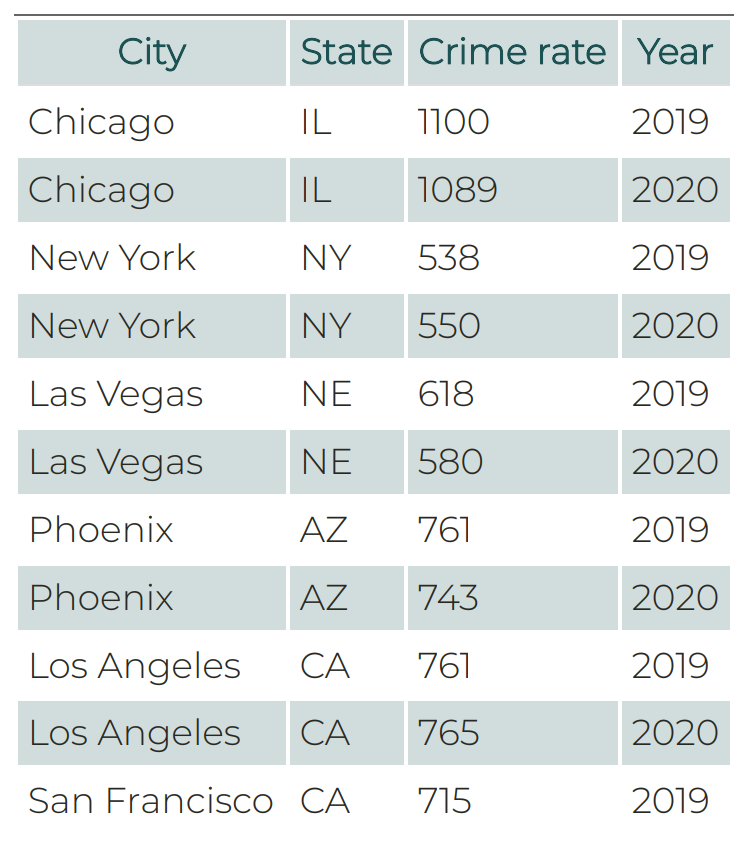 City State Crime rate Year
Chicago IL 1100 2019
Chicago IL 1089 2020
New York NY 538 2019
New York NY 550 2020
Las Vegas NE 618 2019
Las Vegas NE 580 2020
Phoenix AZ 761 2019
Phoenix AZ 743 2020
Los Angeles CA 761 2019
Los Angeles CA 765 2020
San Francisco CA 715 2019